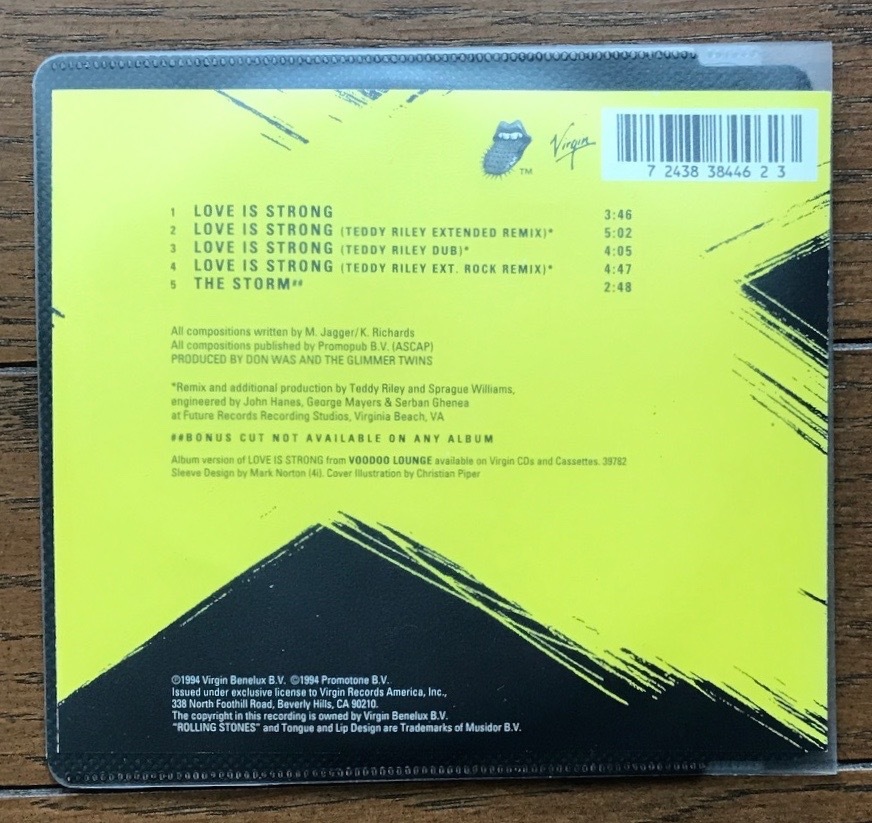 Virgin
TM
7 24383 8446 2 3
1 LOVE IS STRONG 3:46
2 LOVE IS STRONG (TEDDY RILEY EXTENDED REMIX)* 5:02
3 LOVE IS STRONG (TEDDY RILEY DUB)* 4:05
4 LOVE IS STRONG (TEDDY RILEY EXT. ROCK REMIX)* 4:47
5 THE STORM## 2:48
All compositions written by M. Jagger/K. Richards
All compositions published by Promopub B.V. (ASCAP)
PRODUCED BY DON WAS AND THE GLIMMER TWINS
*Remix and additional production by Teddy Riley and Sprague Williams,
engineered by John Hanes, George Mayers & Serban Ghenea
at Future Records Recording Studios, Virginia Beach, VA
##BONUS CUT NOT AVAILABLE ON ANY ALBUM
Album version of LOVE IS STRONG from VOODOO LOUNGE available on Virgin CDs and Cassettes. 39782
Sleeve Design by Mark Norton (4i). Cover Illustration by Christian Piper
℗1994 Virgin Benelux B.V. ©1994 Promotone B.V.
Issued under exclusive license to Virgin Records America, Inc.,
338 North Foothill Road, Beverly Hills, CA 90210.
The copyright in this recording is owned by Virgin Benelux B.V.
"ROLLING STONES" and Tongue and Lip Design are Trademarks of Musidor B.V.